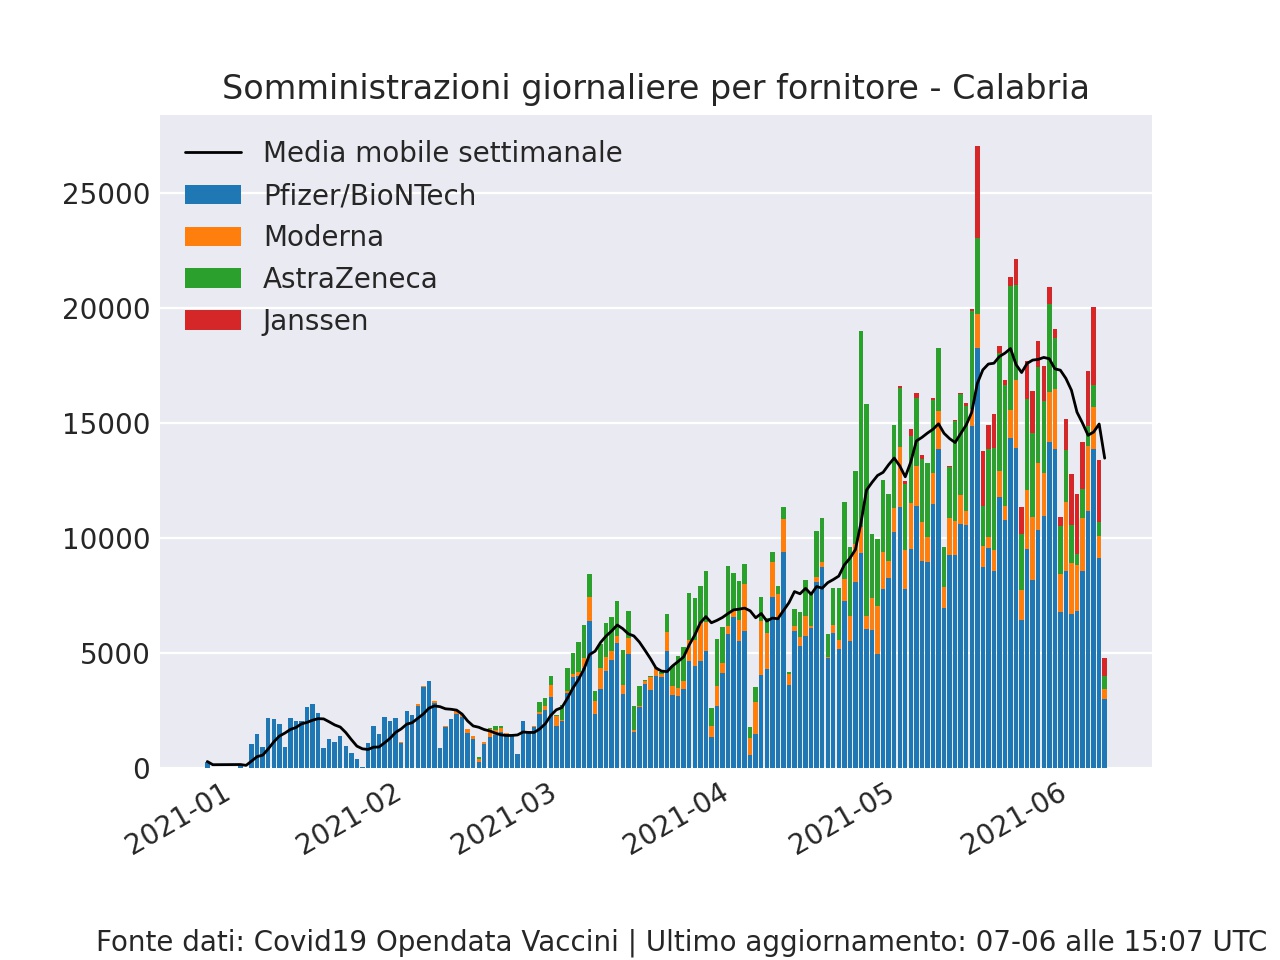 Somministrazioni giornaliere per fornitore - Calabria
Media mobile settimanale
Pfizer/BioNTech
Moderna
AstraZeneca
Janssen
25000
20000
15000
10000
5000
0
2021-01
2021-02
2021-03
2021-04
2021-05
2021-06
Fonte dati: Covid19 Opendata Vaccini | Ultimo aggiornamento: 07-06 alle 15:07 UTC